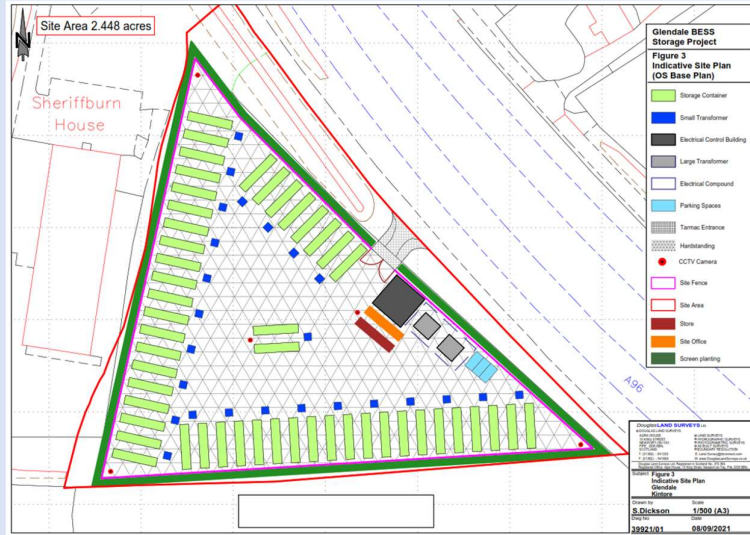 Site Area 2.448 acres
N
Sheriffburn
House
A96
Glendale BESS
Storage Project
Figure 3
Indicative Site Plan
(OS Base Plan)
Storage Container
Small Transformer
Electrical Control Building
Large Transformer
Electrical Compound
Parking Spaces
Tarmac Entrance
Hardstanding
CCTV Camera
Site Fence
Site Area
Store
Site Office
Screen planting
DouglasLAND SURVEYS
Figure 3
Indicative Site Plan
Glendale
Kintore
Drawn by
Scale
S.Dickson
1/500 (A3)
Dwg No
Date
39921/01
08/09/2021